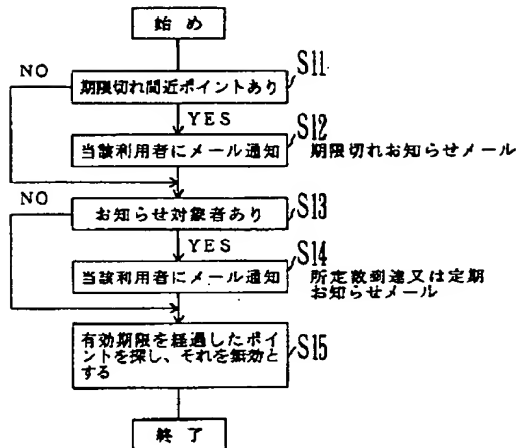 始め
NO
期限切れ間近ポイントあり
S11
YES
当該利用者にメール通知
S12
期限切れお知らせメール
NO
お知らせ対象者あり
S13
YES
当該利用者にメール通知
S14
所定数到達又は定期
お知らせメール
有効期限を経過したポ
イントを探し、それを無効と
する
S15
終了